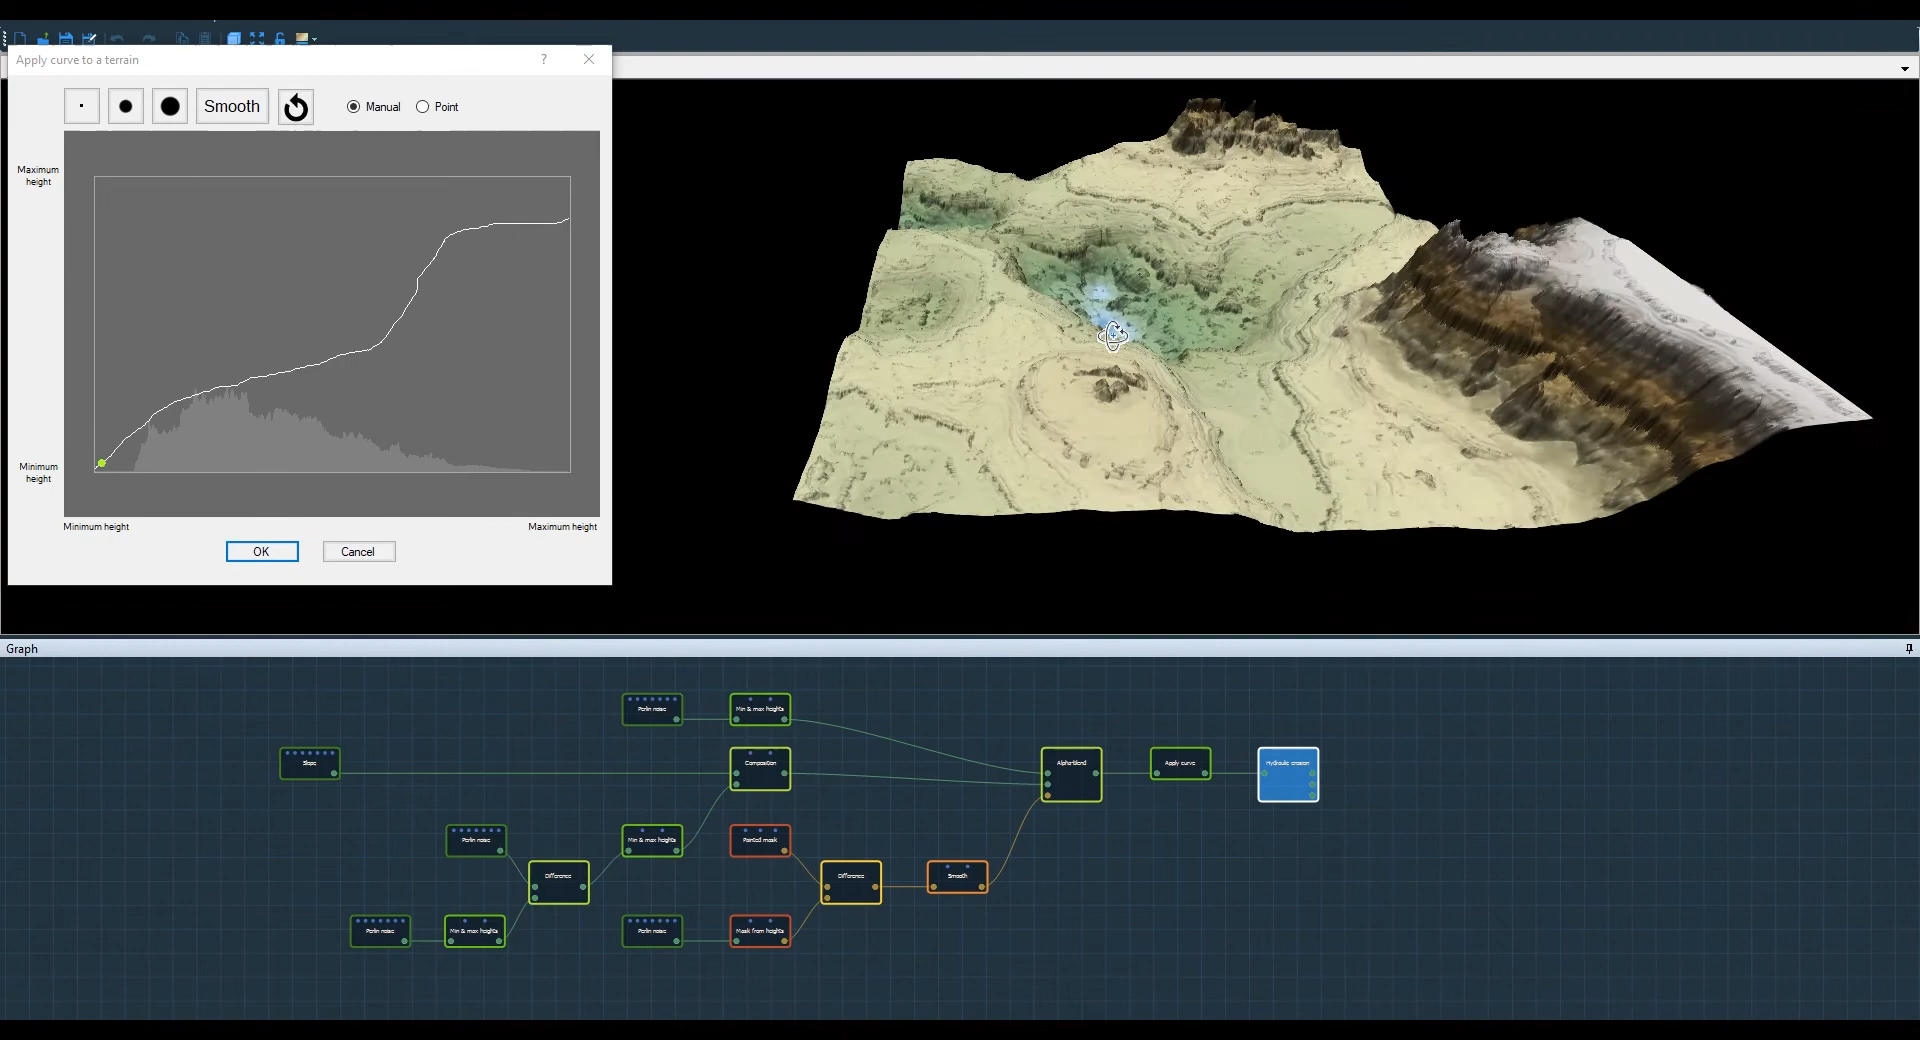 Apply curve to a terrain
?
Smooth
Manual
Point
Maximum
height
Minimum
height
Minimum height
Maximum height
OK
Cancel
Graph
Perlin noise
Min & max heights
Slope
Composition
Alpha-blend
Apply curve
Hydraulic erosion
Perlin noise
Min & max heights
Painted mask
Difference
Difference
Smooth
Perlin noise
Min & max heights
Perlin noise
Mask from heights